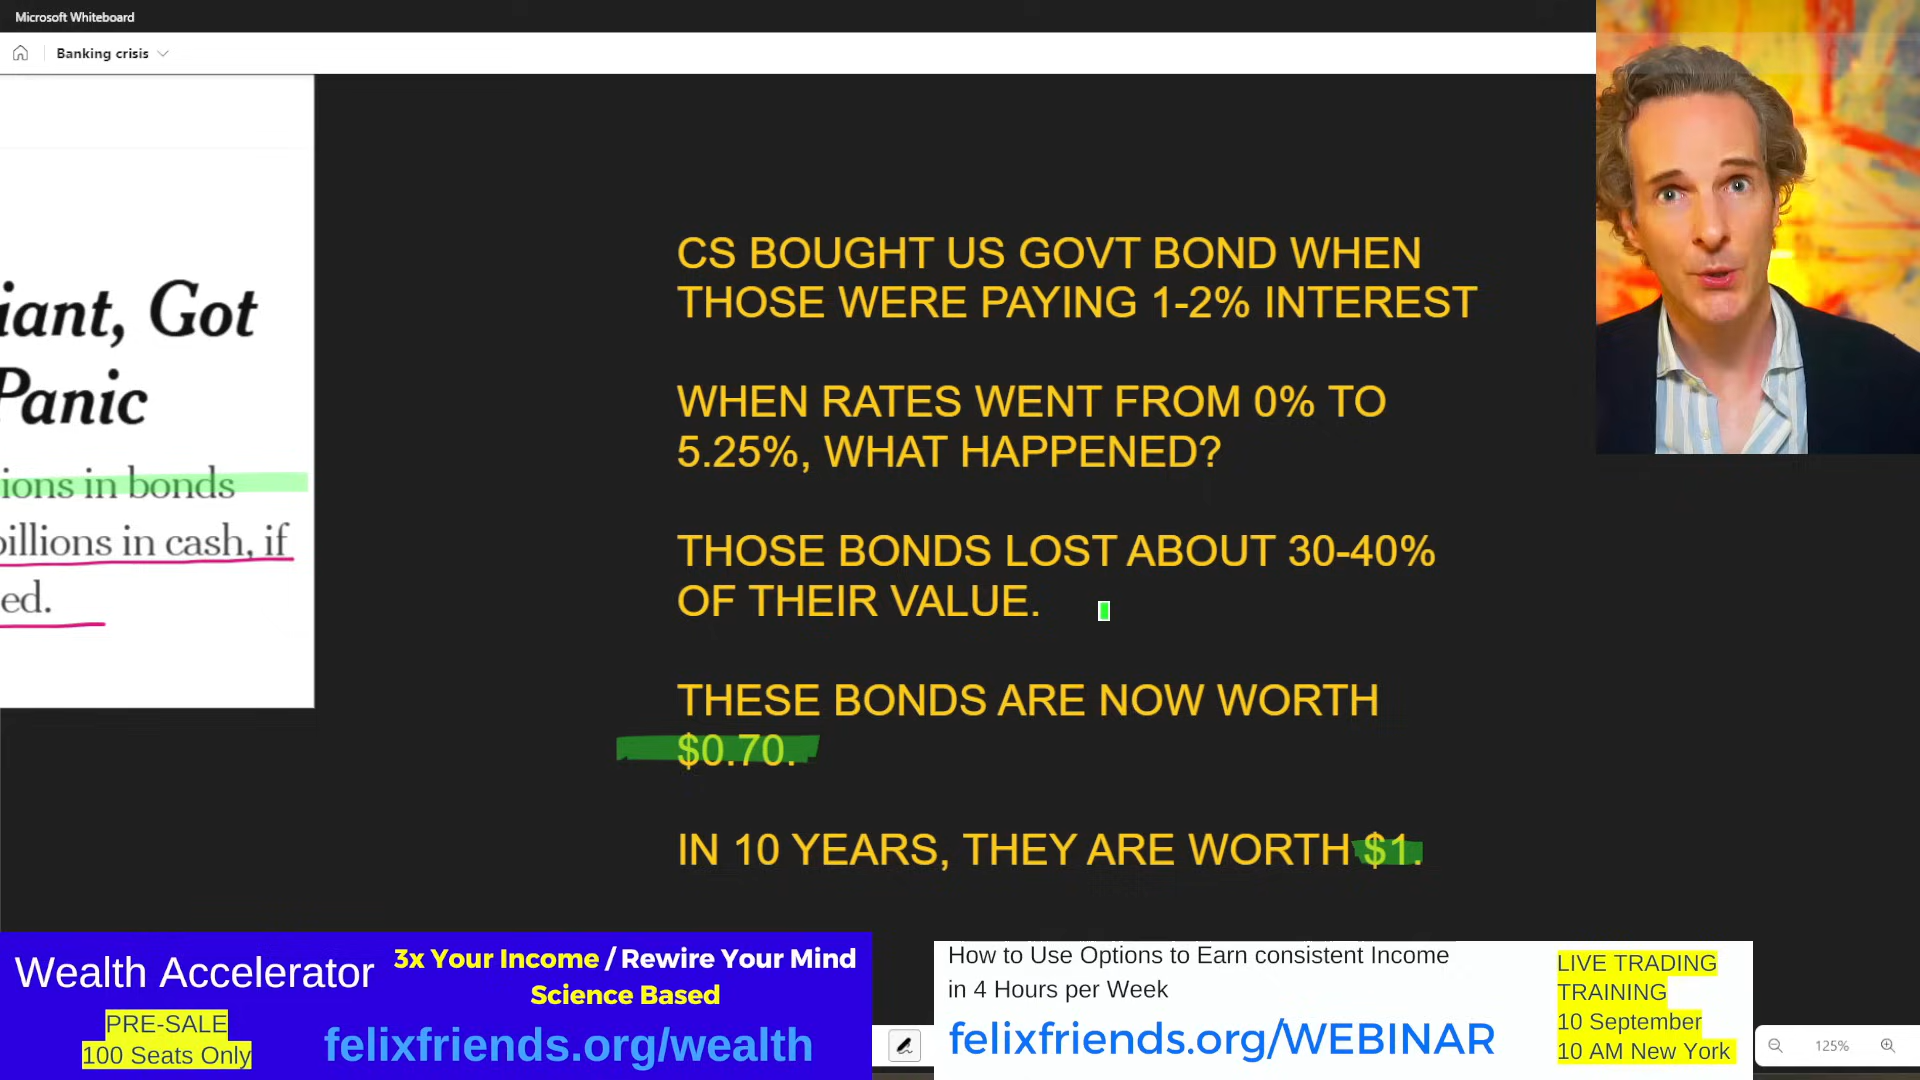 Microsoft Whiteboard
Banking crisis
iant, Got
Panic
ions in bonds
billions in cash, if
ed.
CS BOUGHT US GOVT BOND WHEN
THOSE WERE PAYING 1-2% INTEREST
WHEN RATES WENT FROM 0% TO
5.25%, WHAT HAPPENED?
THOSE BONDS LOST ABOUT 30-40%
OF THEIR VALUE.
THESE BONDS ARE NOW WORTH
$0.70.
IN 10 YEARS, THEY ARE WORTH $1.
Wealth Accelerator
PRE-SALE
100 Seats Only
3x Your Income / Rewire Your Mind
Science Based
felixfriends.org/wealth
How to Use Options to Earn consistent Income
in 4 Hours per Week
felixfriends.org/WEBINAR
LIVE TRADING
TRAINING
10 September
10 AM New York
125%